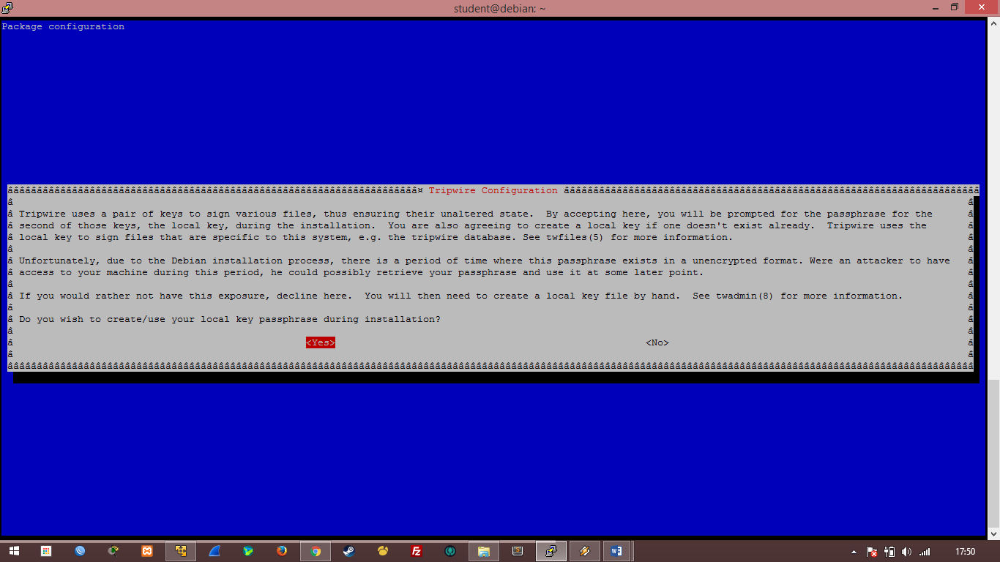 student@debian: ~
Package configuration
Tripwire Configuration
Tripwire uses a pair of keys to sign various files, thus ensuring their unaltered state.  By accepting here, you will be prompted for the passphrase for the
second of those keys, the local key, during the installation.  You are also agreeing to create a local key if one doesn't exist already.  Tripwire uses the
local key to sign files that are specific to this system, e.g. the tripwire database. See twfiles(5) for more information.
Unfortunately, due to the Debian installation process, there is a period of time where this passphrase exists in a unencrypted format. Were an attacker to have
access to your machine during this period, he could possibly retrieve your passphrase and use it at some later point.
If you would rather not have this exposure, decline here.  You will then need to create a local key file by hand.  See twadmin(8) for more information.
Do you wish to create/use your local key passphrase during installation?
<Yes> <No>
17:50